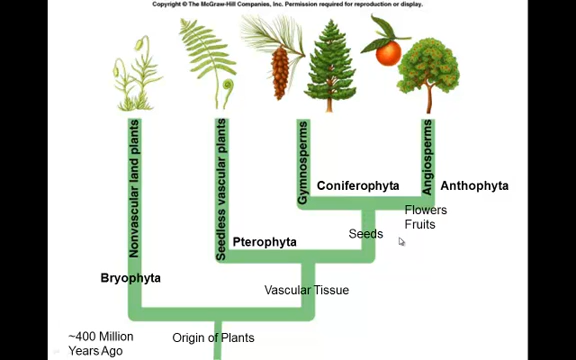 Copyright © The McGraw-Hill Companies, Inc. Permission required for reproduction or display.
Nonvascular land plants
Seedless vascular plants
Gymnosperms
Angiosperms
Coniferophyta
Anthophyta
Flowers
Fruits
Seeds
Pterophyta
Bryophyta
Vascular Tissue
~400 Million
Years Ago
Origin of Plants